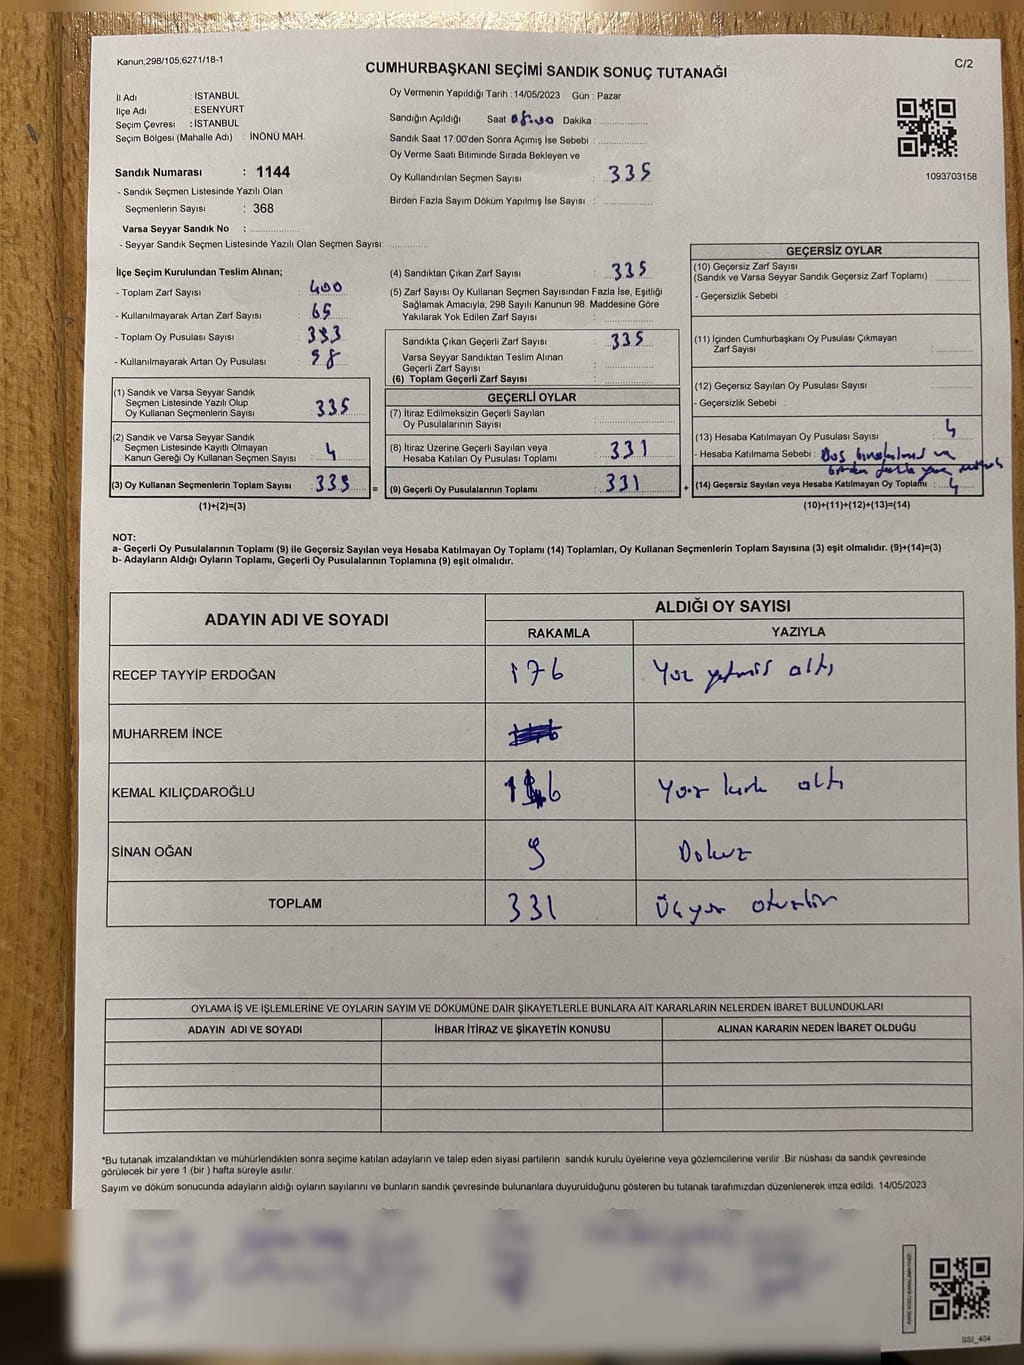 Kanun;298/105;6271/18-1
C/2
CUMHURBAŞKANI SEÇİMİ SANDIK SONUÇ TUTANAĞI
İl Adı : İSTANBUL
İlçe Adı : ESENYURT
Seçim Çevresi : İSTANBUL
Seçim Bölgesi (Mahalle Adı) : İNÖNÜ MAH.
Sandık Numarası : 1144
- Sandık Seçmen Listesinde Yazılı Olan
Seçmenlerin Sayısı : 368
Varsa Seyyar Sandık No :
- Seyyar Sandık Seçmen Listesinde Yazılı Olan Seçmen Sayısı:
Oy Vermenin Yapıldığı Tarih : 14/05/2023 Gün : Pazar
Sandığın Açıldığı Saat 08.00 Dakika :
Sandık Saat 17:00'den Sonra Açımış İse Sebebi :
Oy Verme Saati Bitiminde Sırada Bekleyen ve
Oy Kullandırılan Seçmen Sayısı : 335
Birden Fazla Sayım Döküm Yapılmış İse Sayısı :
1093703158
İlçe Seçim Kurulundan Teslim Alınan;
- Toplam Zarf Sayısı : 400
- Kullanılmayarak Artan Zarf Sayısı : 65
- Toplam Oy Pusulası Sayısı :
- Kullanılmayarak Artan Oy Pusulası :
(1) Sandık ve Varsa Seyyar Sandık
Seçmen Listesinde Yazılı Olup
Oy Kullanan Seçmenlerin Sayısı : 335
(2) Sandık ve Varsa Seyyar Sandık
Seçmen Listesinde Kayıtlı Olmayan
Kanun Gereği Oy Kullanan Seçmen Sayısı : 4
(3) Oy Kullanan Seçmenlerin Toplam Sayısı : =
(1)+(2)=(3)
(4) Sandıktan Çıkan Zarf Sayısı : 335
(5) Zarf Sayısı Oy Kullanan Seçmen Sayısından Fazla İse, Eşitliği
Sağlamak Amacıyla; 298 Sayılı Kanunun 98. Maddesine Göre
Yakılarak Yok Edilen Zarf Sayısı :
Sandıkta Çıkan Geçerli Zarf Sayısı : 335
Varsa Seyyar Sandıktan Teslim Alınan
Geçerli Zarf Sayısı :
(6) Toplam Geçerli Zarf Sayısı :
GEÇERLİ OYLAR
(7) İtiraz Edilmeksizin Geçerli Sayılan
Oy Pusulalarının Sayısı :
(8) İtiraz Üzerine Geçerli Sayılan veya
Hesaba Katılan Oy Pusulası Toplamı : 331
(9) Geçerli Oy Pusulalarının Toplamı : 331 +
GEÇERSİZ OYLAR
(10) Geçersiz Zarf Sayısı
(Sandık ve Varsa Seyyar Sandık Geçersiz Zarf Toplamı) :
- Geçersizlik Sebebi :
(11) İçinden Cumhurbaşkanı Oy Pusulası Çıkmayan
Zarf Sayısı :
(12) Geçersiz Sayılan Oy Pusulası Sayısı :
- Geçersizlik Sebebi :
(13) Hesaba Katılmayan Oy Pusulası Sayısı : 4
- Hesaba Katılmama Sebebi : Boş ve
birden fazla
(14) Geçersiz Sayılan veya Hesaba Katılmayan Oy Toplamı : 4
(10)+(11)+(12)+(13)=(14)
NOT:
a- Geçerli Oy Pusulalarının Toplamı (9) ile Geçersiz Sayılan veya Hesaba Katılmayan Oy Toplamı (14) Toplamları, Oy Kullanan Seçmenlerin Toplam Sayısına (3) eşit olmalıdır. (9)+(14)=(3)
b- Adayların Aldığı Oyların Toplamı, Geçerli Oy Pusulalarının Toplamına (9) eşit olmalıdır.
ADAYIN ADI VE SOYADI ALDIĞI OY SAYISI
RAKAMLA YAZIYLA
RECEP TAYYİP ERDOĞAN 176 Yüz yetmiş altı
MUHARREM İNCE
KEMAL KILIÇDAROĞLU 146 Yüz kırk altı
SİNAN OĞAN 9 Dokuz
TOPLAM 331 Üçyüz otuzbir
OYLAMA İŞ VE İŞLEMLERİNE VE OYLARIN SAYIM VE DÖKÜMÜNE DAİR ŞİKAYETLERLE BUNLARA AİT KARARLARIN NELERDEN İBARET BULUNDUKLARI
ADAYIN ADI VE SOYADI İHBAR İTİRAZ VE ŞİKAYETİN KONUSU ALINAN KARARIN NEDEN İBARET OLDUĞU
*Bu tutanak imzalandıktan ve mühürlendikten sonra seçime katılan adayların ve talep eden siyasi partilerin sandık kurulu üyelerine veya gözlemcilerine verilir .Bir nüshası da sandık çevresinde
görülecek bir yere 1 (bir ) hafta süreyle asılır.
Sayım ve döküm sonucunda adayların aldığı oyların sayılarını ve bunların sandık çevresinde bulunanlara duyurulduğunu gösteren bu tutanak tarafımızdan düzenlenerek imza edildi. 14/05/2023
SSİ_404